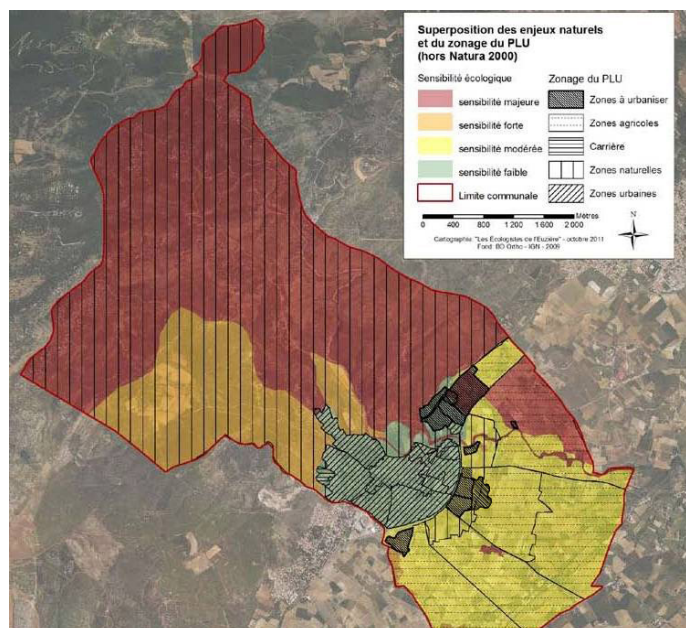 Superposition des enjeux naturels
et du zonage du PLU
(hors Natura 2000)
Sensibilité écologique
sensibilité majeure
sensibilité forte
sensibilité modérée
sensibilité faible
Limite communale
Zonage du PLU
Zones à urbaniser
Zones agricoles
Carrière
Zones naturelles
Zones urbaines
Mètres
0 400 800 1 200 1 600 2 000
N
Cartographie: "Les Écologistes de l'Euzière" - octobre 2011
Fond: BD Ortho - IGN - 2009